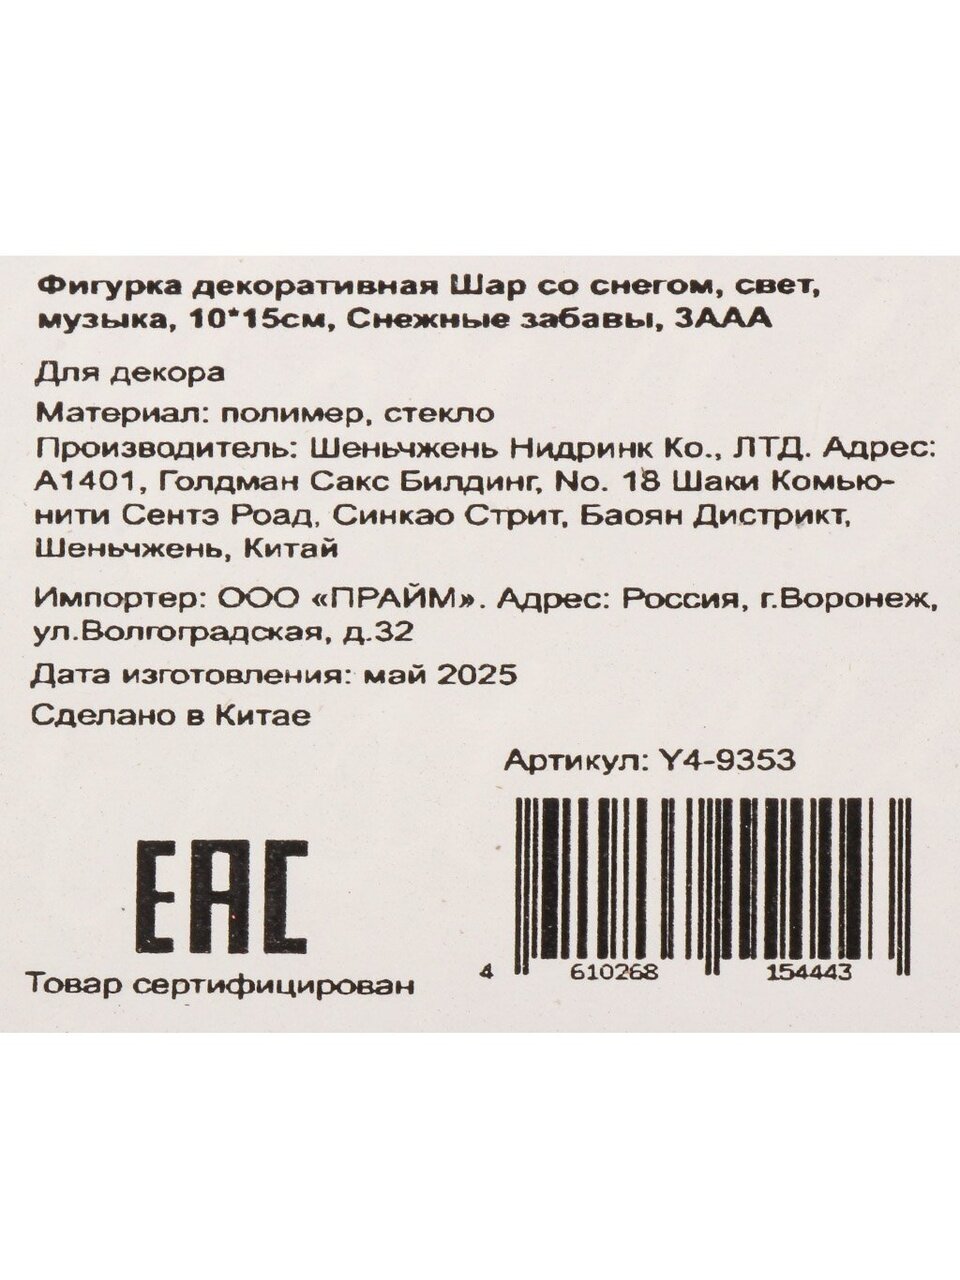 Фигурка декоративная Шар со снегом, свет,
музыка, 10*15см, Снежные забавы, 3ААА
Для декора
Материал: полимер, стекло
Производитель: Шеньчжень Нидринк Ко., ЛТД. Адрес:
А1401, Голдман Сакс Билдинг, No. 18 Шаки Комью-
нити Сентэ Роад, Синкао Стрит, Баоян Дистрикт,
Шеньчжень, Китай
Импортер: ООО «ПРАЙМ». Адрес: Россия, г.Воронеж,
ул.Волгоградская, д.32
Дата изготовления: май 2025
Сделано в Китае
Артикул: Y4-9353
4 610268 154443
ЕАС
Товар сертифицирован